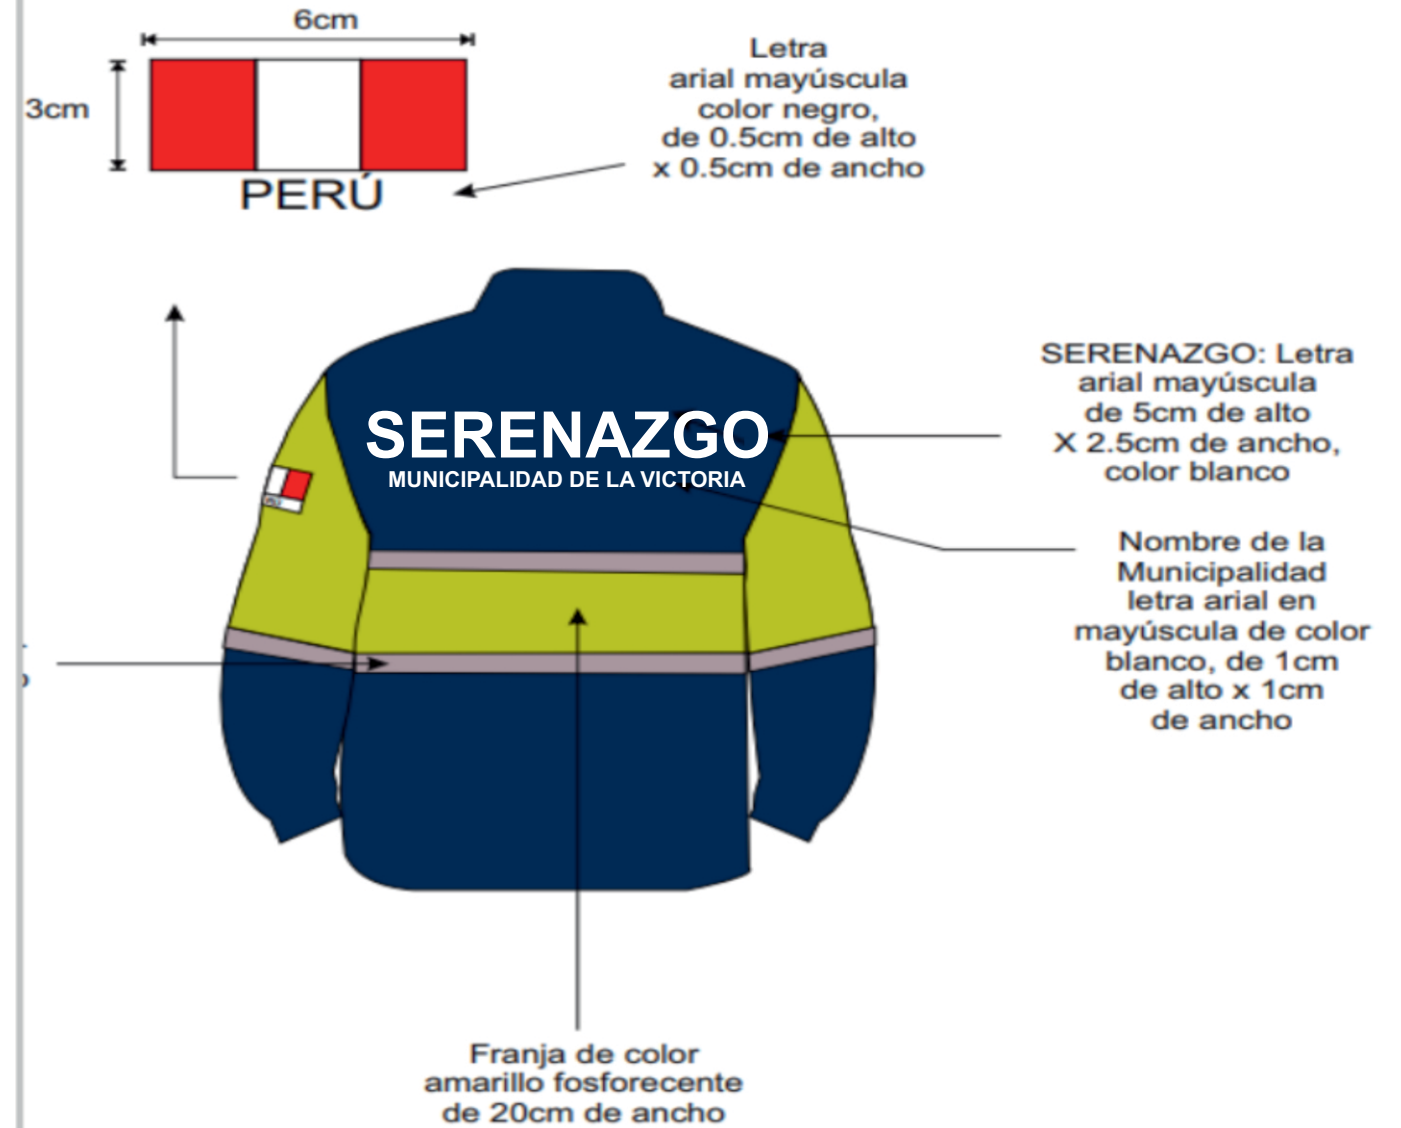 6cm
3cm
PERÚ
Letra
arial mayúscula
color negro,
de 0.5cm de alto
x 0.5cm de ancho
SERENAZGO
MUNICIPALIDAD DE LA VICTORIA
SERENAZGO: Letra
arial mayúscula
de 5cm de alto
X 2.5cm de ancho,
color blanco
Nombre de la
Municipalidad
letra arial en
mayúscula de color
blanco, de 1cm
de alto x 1cm
de ancho
Franja de color
amarillo fosforecente
de 20cm de ancho